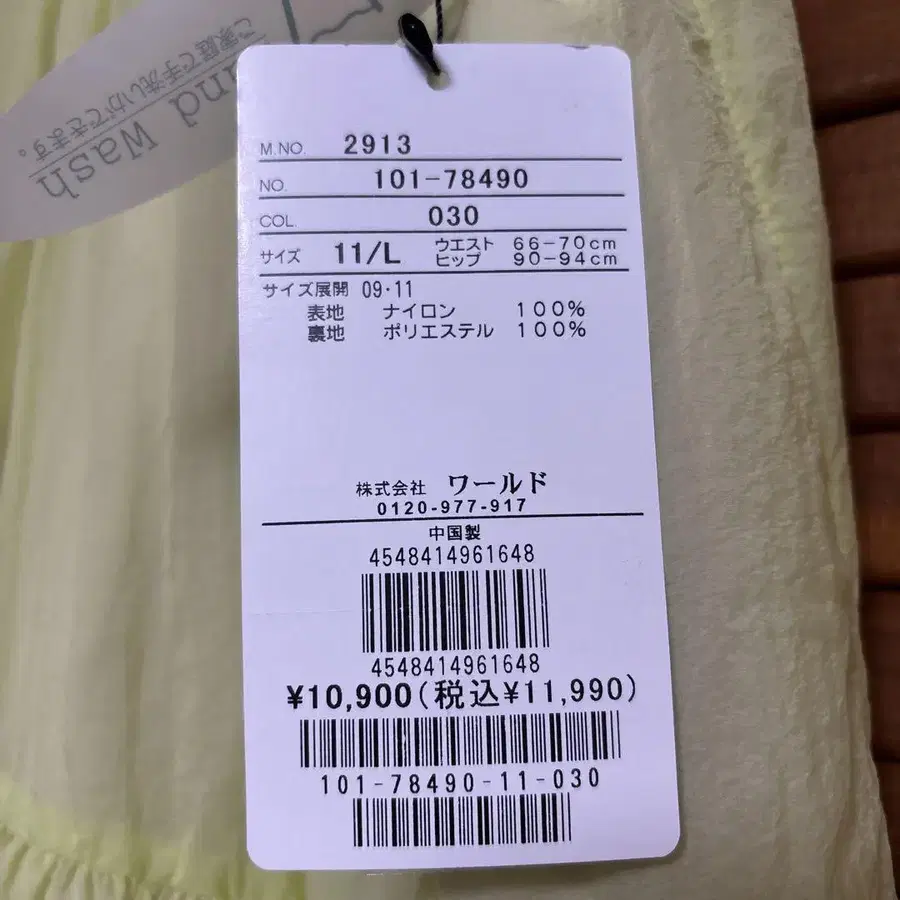 ご家庭で手洗いができます。
and Wash
M.NO. 2913
NO. 101-78490
COL. 030
サイズ 11/L ウエスト 66-70cm
ヒップ 90-94cm
サイズ展開 09・11
表地 ナイロン 100%
裏地 ポリエステル 100%
株式会社 ワールド
0120-977-917
中国製
4548414961648
4548414961648
¥10,900(税込¥11,990)
101-78490-11-030